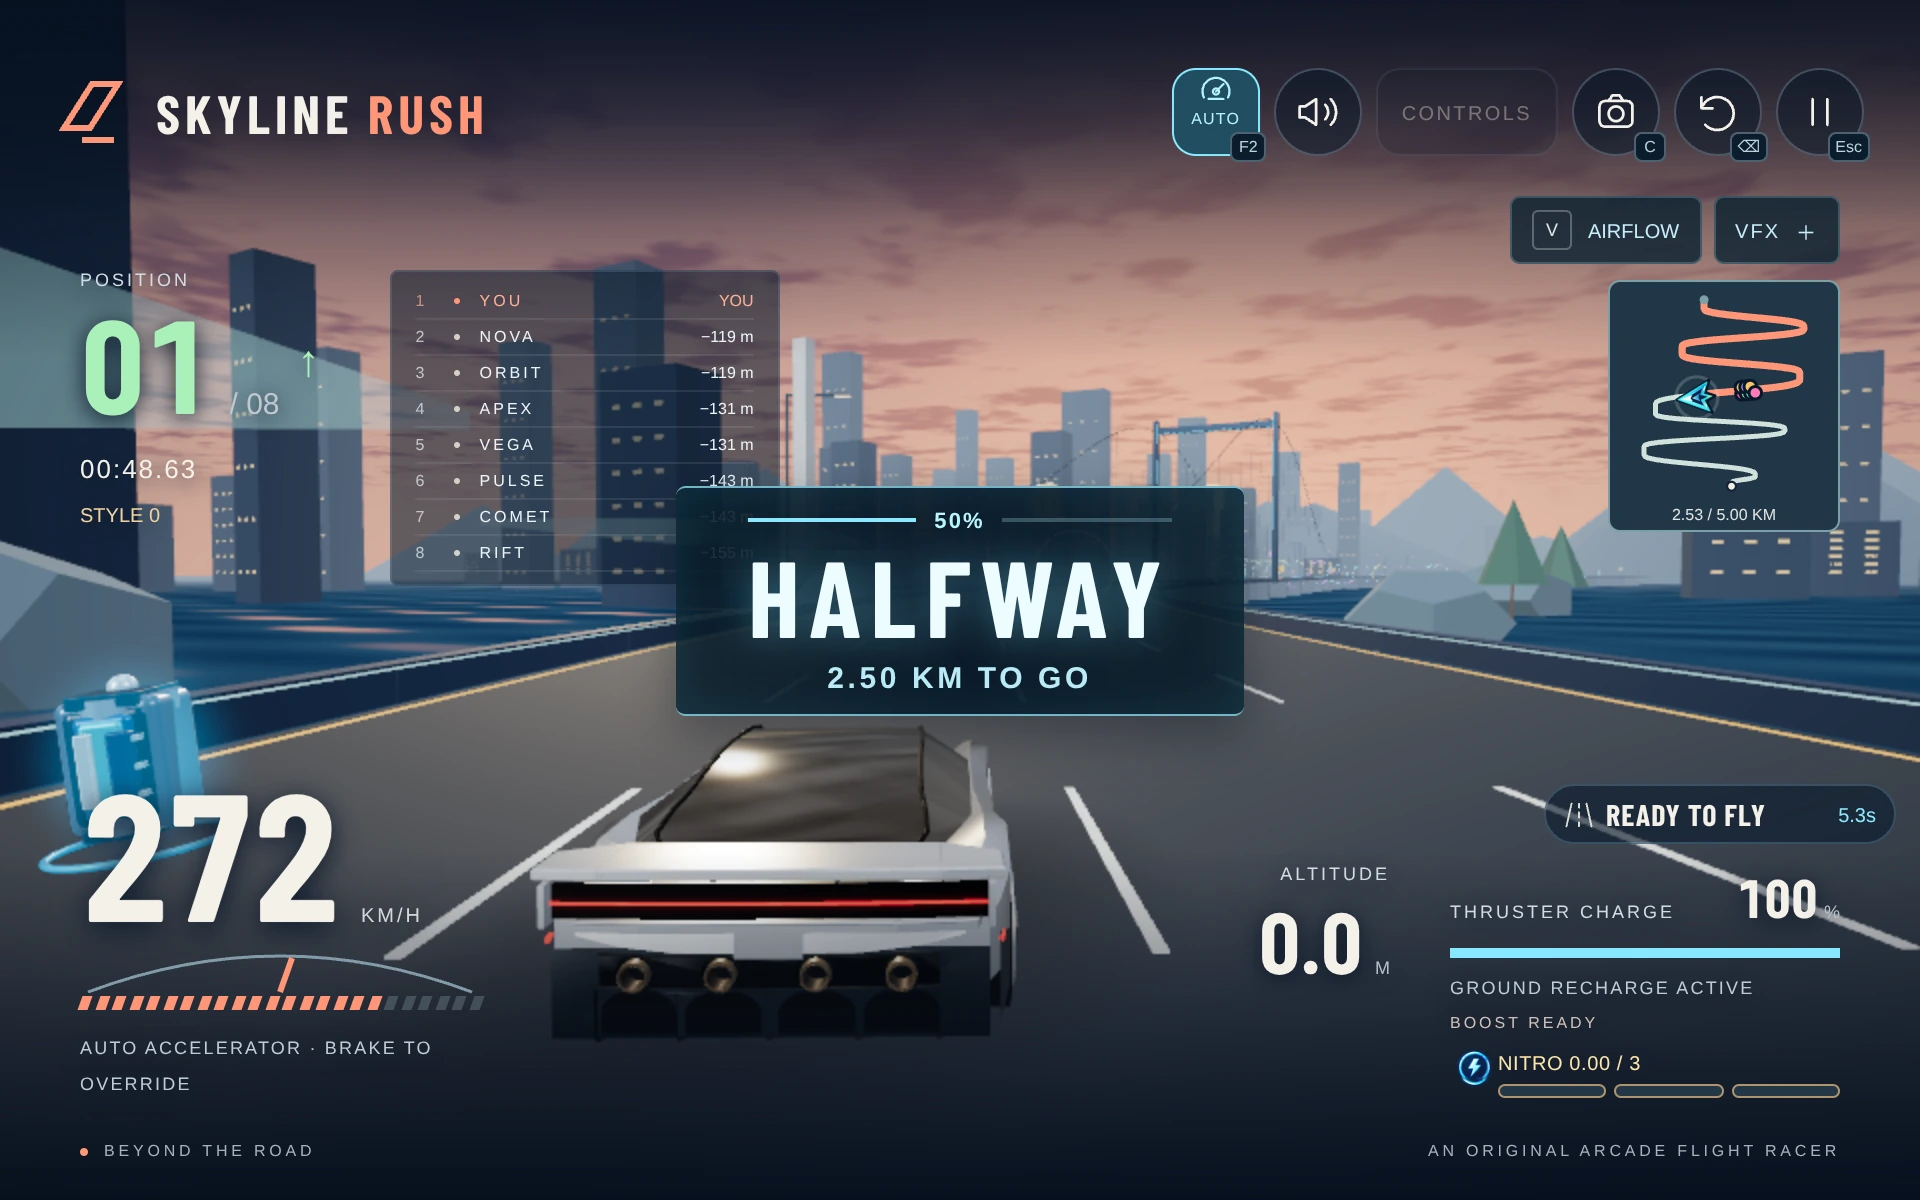 SKYLINE RUSH
AUTO
F2
CONTROLS
C
⌫
Esc
V AIRFLOW
VFX +
POSITION
01 / 08 ↑
00:48.63
STYLE 0
1 • YOU YOU
2 • NOVA −119 m
3 • ORBIT −119 m
4 • APEX −131 m
5 • VEGA −131 m
6 • PULSE −143 m
7 • COMET −143 m
8 • RIFT −155 m
2.53 / 5.00 KM
50%
HALFWAY
2.50 KM TO GO
272 KM/H
AUTO ACCELERATOR · BRAKE TO
OVERRIDE
READY TO FLY 5.3s
ALTITUDE
0.0 M
THRUSTER CHARGE 100 %
GROUND RECHARGE ACTIVE
BOOST READY
NITRO 0.00 / 3
• BEYOND THE ROAD
AN ORIGINAL ARCADE FLIGHT RACER